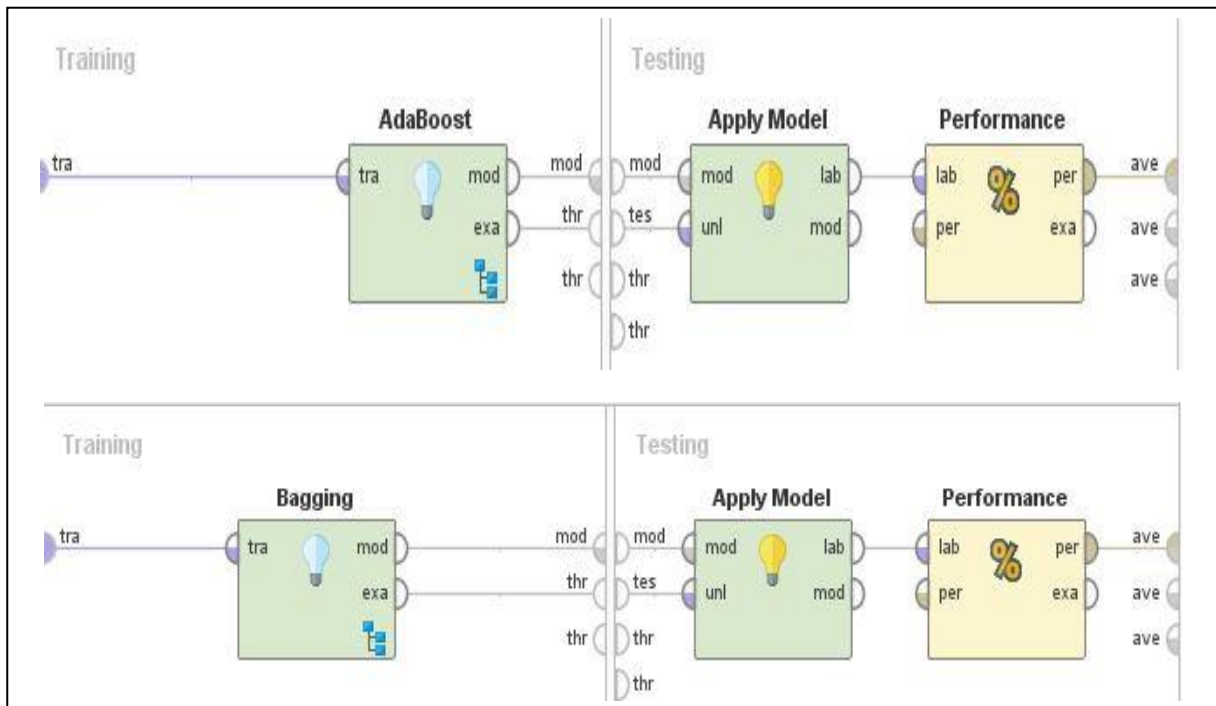 Training Testing
AdaBoost Apply Model Performance
tra tra mod mod mod mod lab lab per ave
exa thr tes unl mod per exa ave
thr thr ave
thr
Training Testing
Bagging Apply Model Performance
tra tra mod mod mod mod lab lab per ave
exa thr tes unl mod per exa ave
thr thr ave
thr